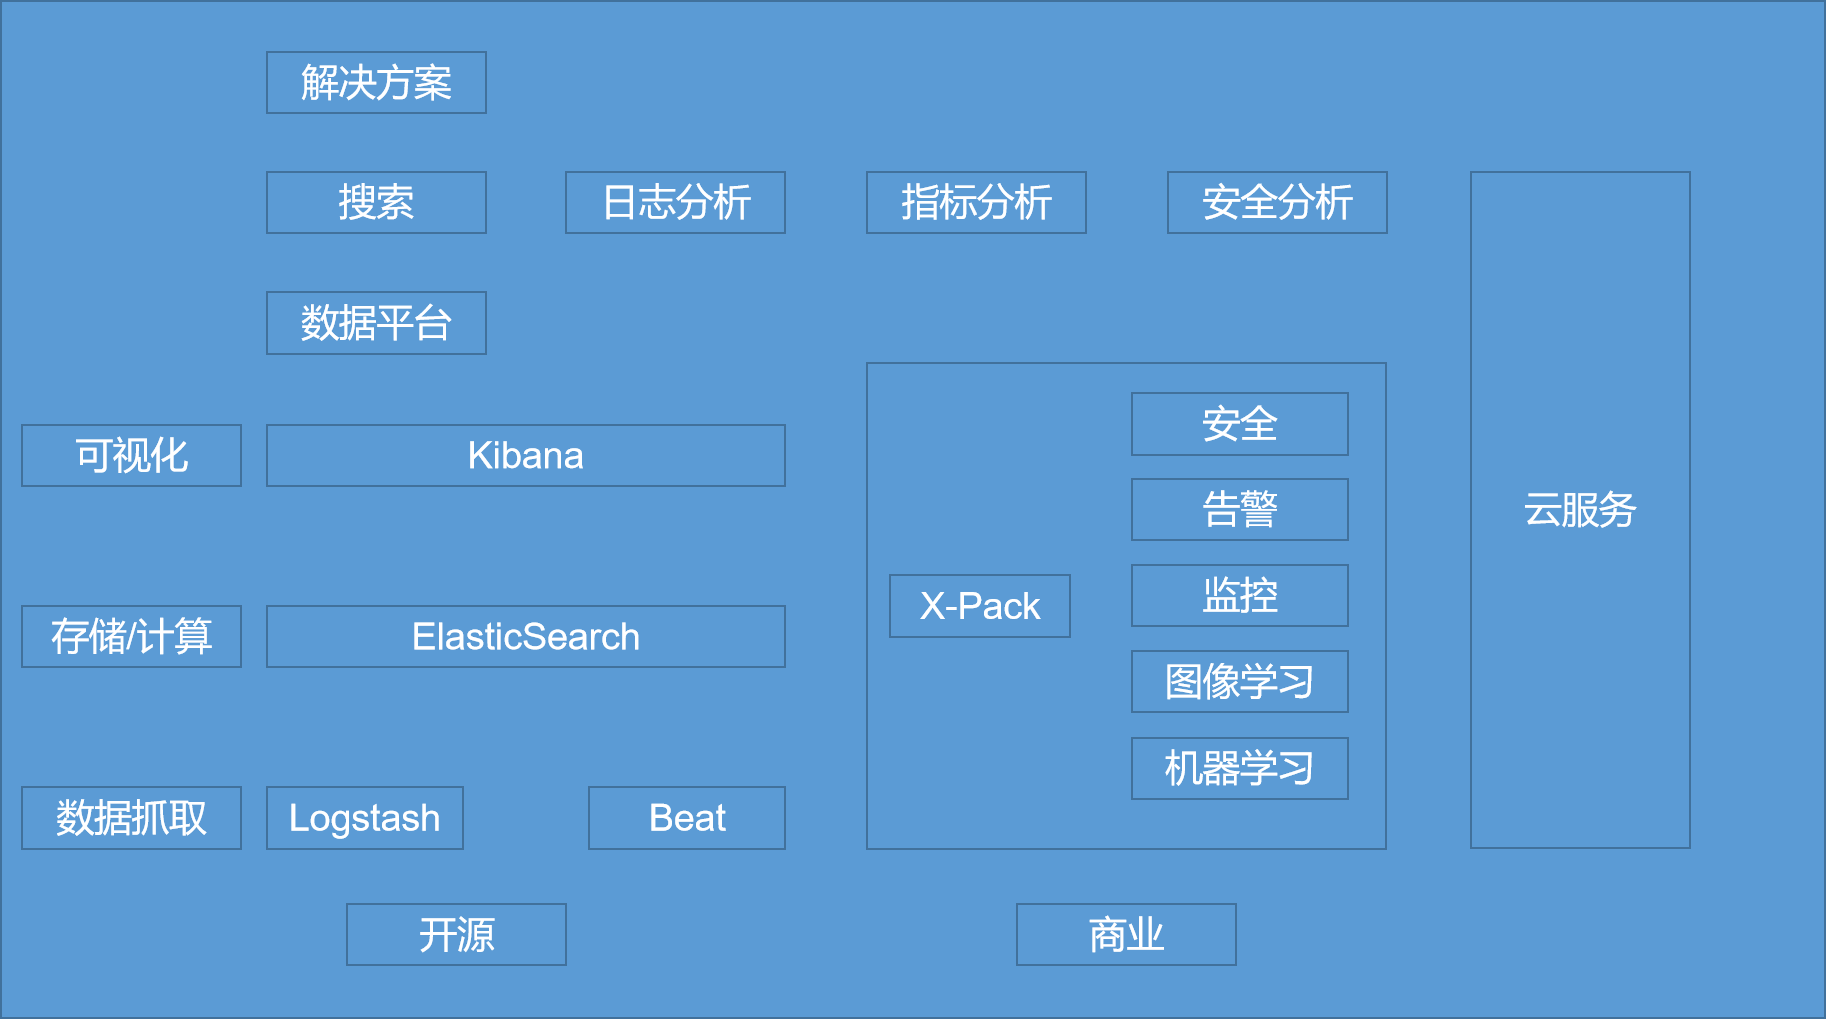 解决方案
搜索
日志分析
指标分析
安全分析
数据平台
可视化
Kibana
存储/计算
ElasticSearch
数据抓取
Logstash
Beat
X-Pack
安全
告警
监控
图像学习
机器学习
云服务
开源
商业